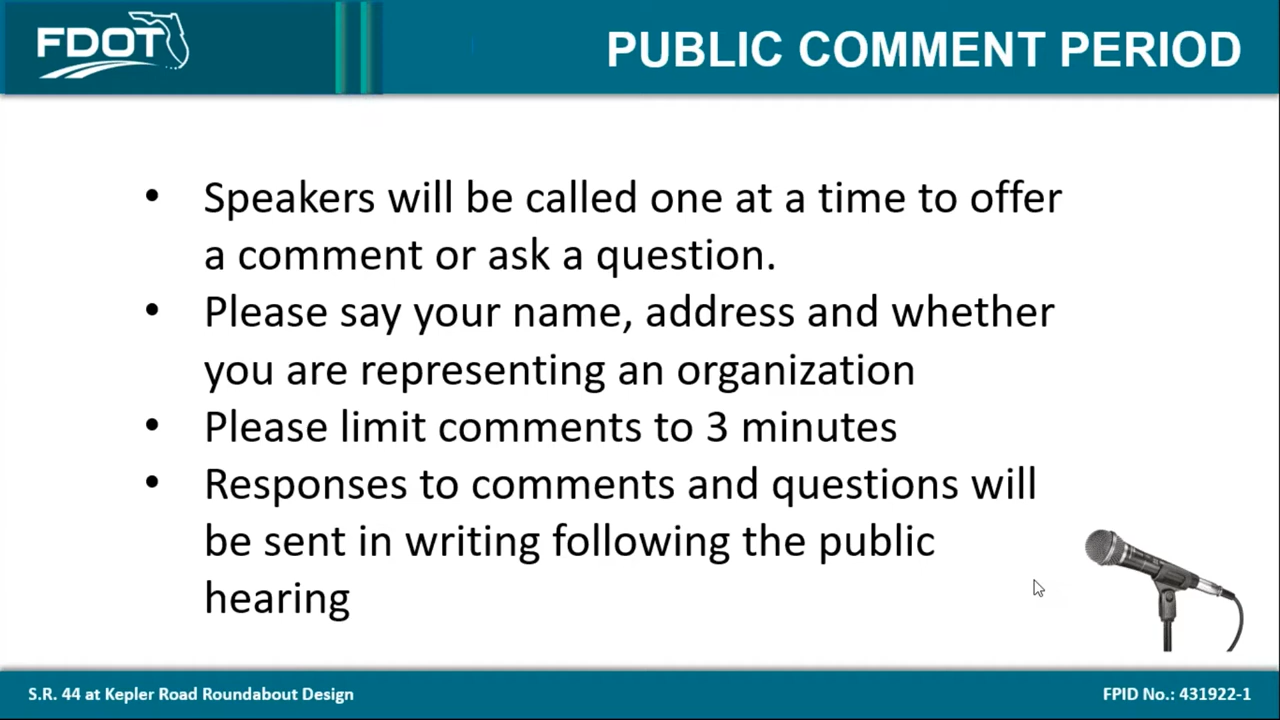 FDOT
PUBLIC COMMENT PERIOD
• Speakers will be called one at a time to offer
a comment or ask a question.
• Please say your name, address and whether
you are representing an organization
• Please limit comments to 3 minutes
• Responses to comments and questions will
be sent in writing following the public
hearing
S.R. 44 at Kepler Road Roundabout Design
FPID No.: 431922-1